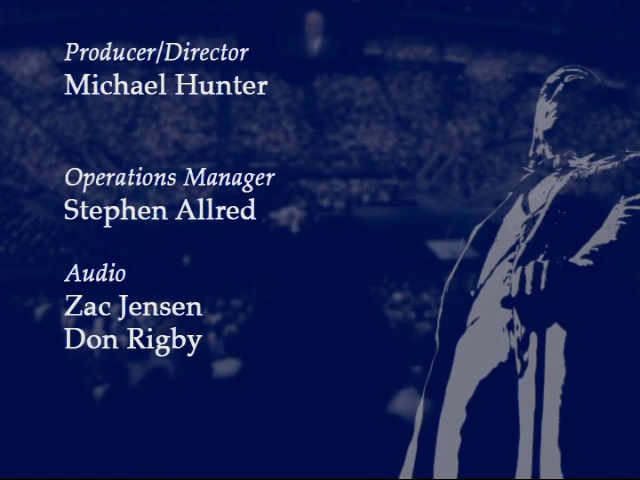 Producer/Director
Michael Hunter
Operations Manager
Stephen Allred
Audio
Zac Jensen
Don Rigby